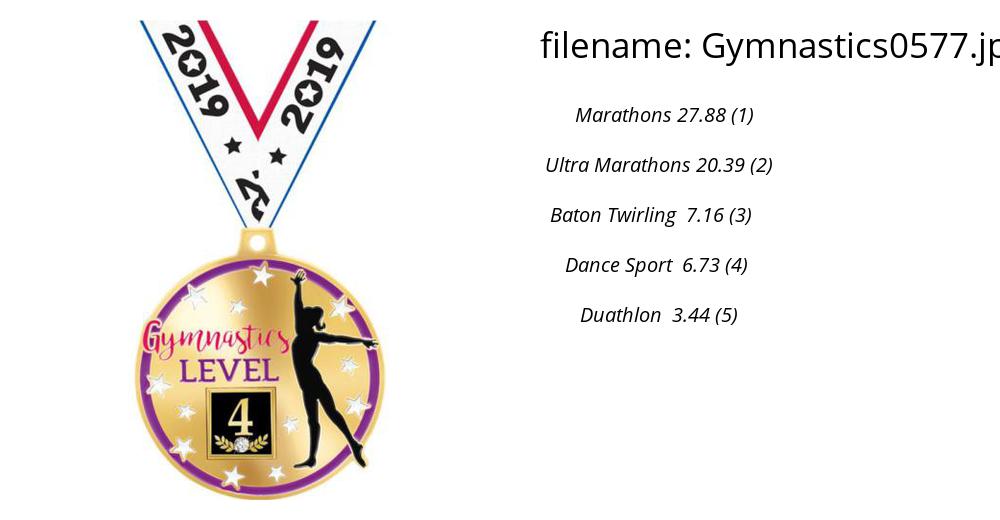 2019
2019
Gymnastics
LEVEL
4
filename: Gymnastics0577.jp
Marathons 27.88 (1)
Ultra Marathons 20.39 (2)
Baton Twirling 7.16 (3)
Dance Sport 6.73 (4)
Duathlon 3.44 (5)